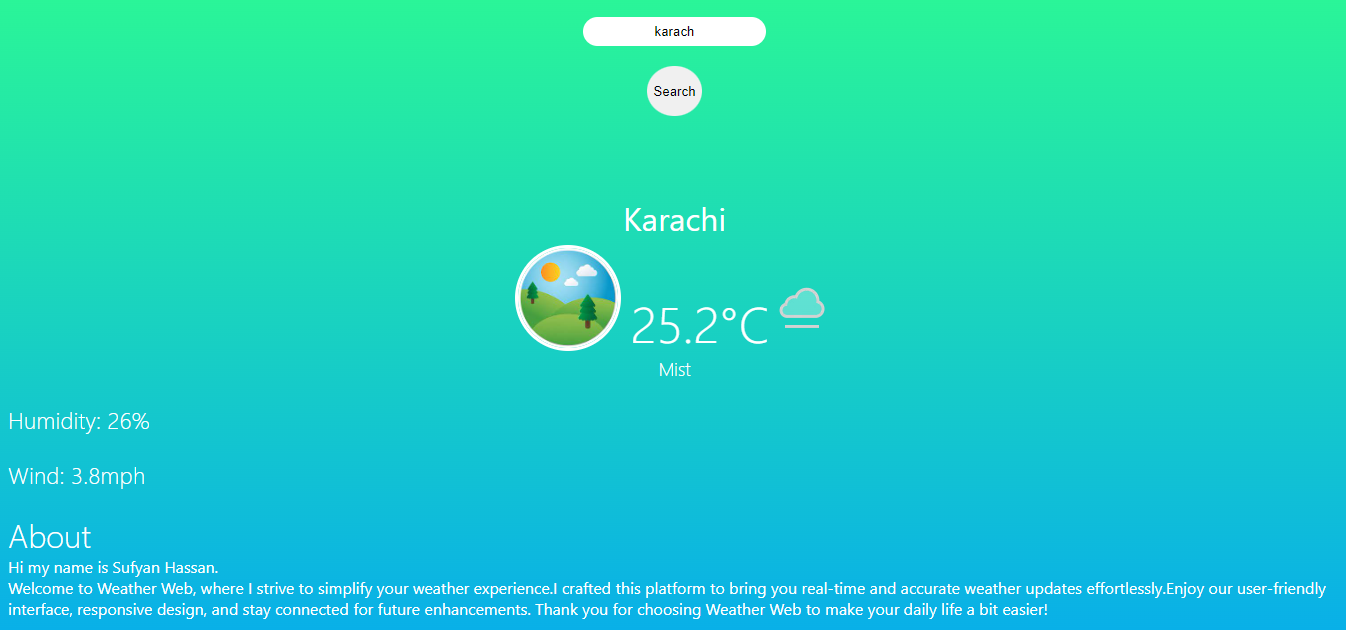 karach
Search
Karachi
25.2°C
Mist
Humidity: 26%
Wind: 3.8mph
About
Hi my name is Sufyan Hassan.
Welcome to Weather Web, where I strive to simplify your weather experience.I crafted this platform to bring you real-time and accurate weather updates effortlessly.Enjoy our user-friendly
interface, responsive design, and stay connected for future enhancements. Thank you for choosing Weather Web to make your daily life a bit easier!